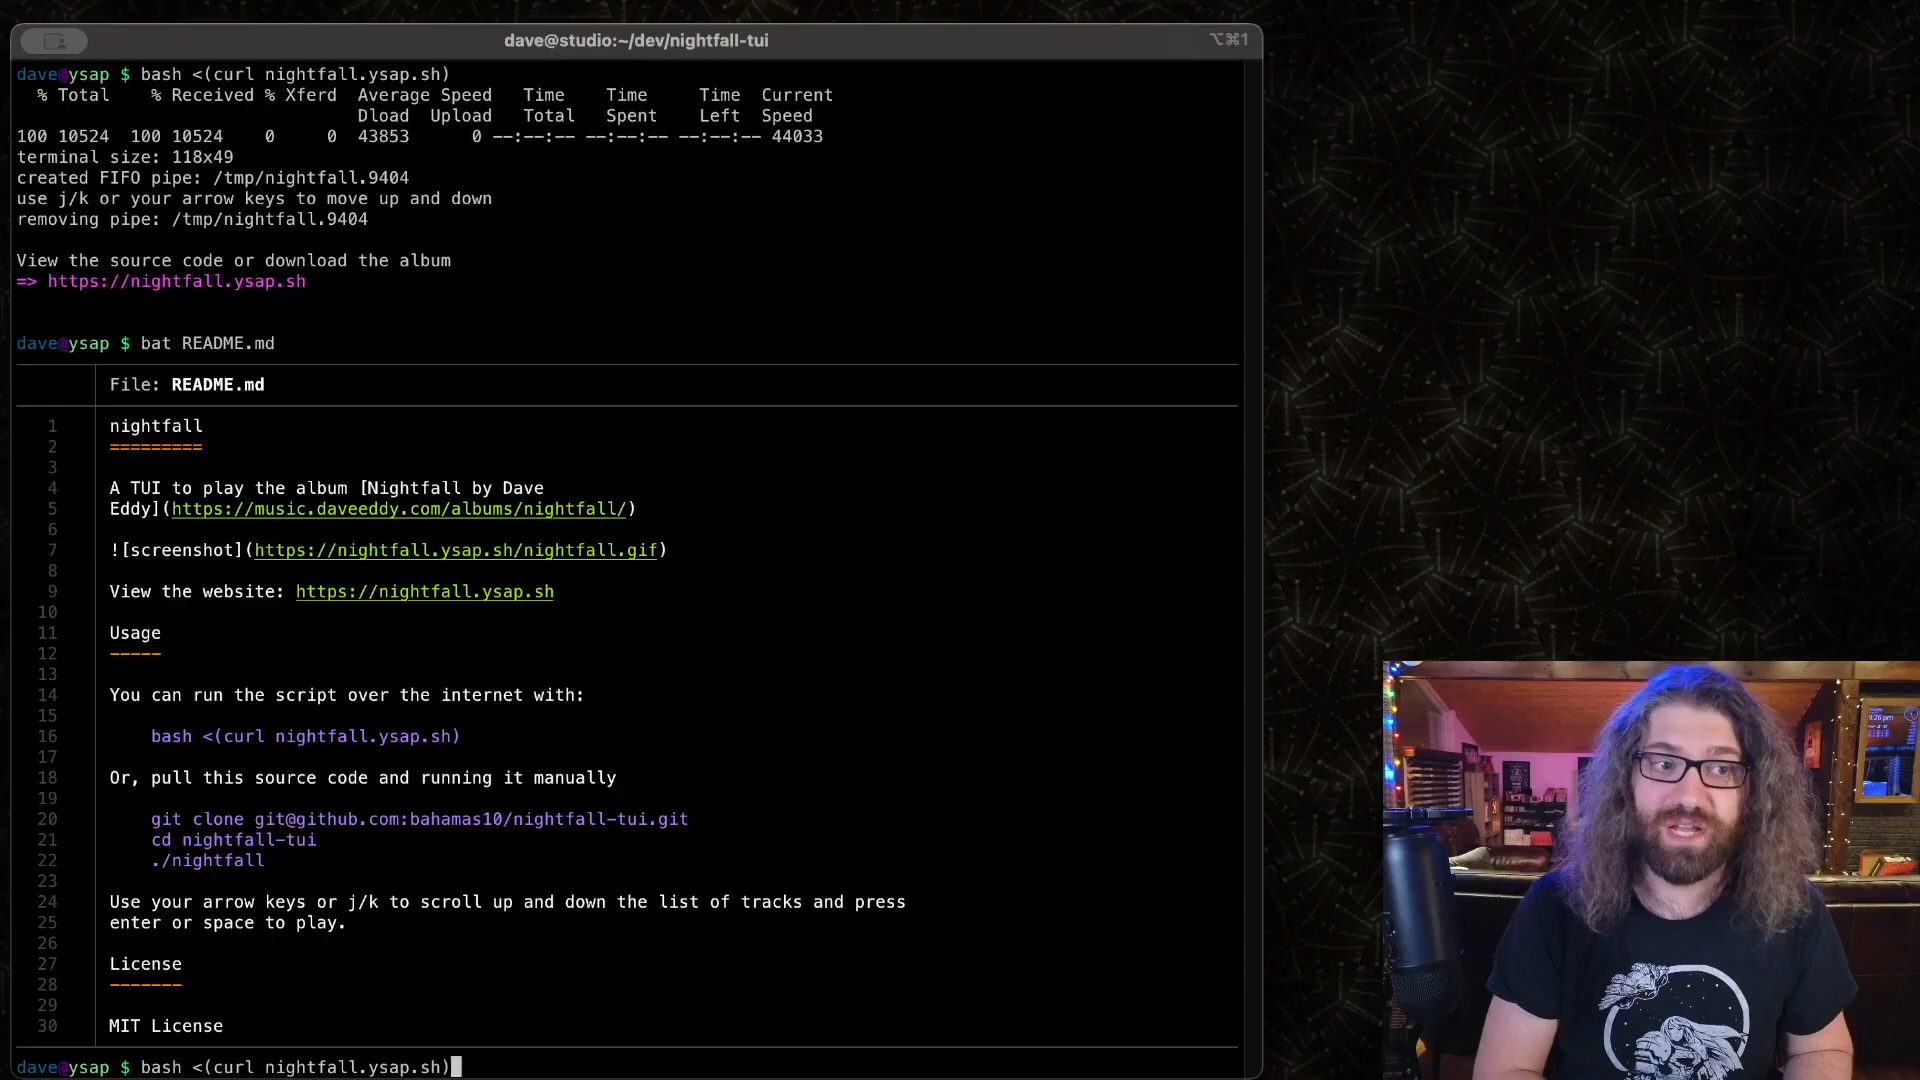 dave@studio:~/dev/nightfall-tui
⌥⌘1
dave@ysap $ bash <(curl nightfall.ysap.sh)
% Total % Received % Xferd Average Speed Time Time Time Current
Dload Upload Total Spent Left Speed
100 10524 100 10524 0 0 43853 0 --:--:-- --:--:-- --:--:-- 44033
terminal size: 118x49
created FIFO pipe: /tmp/nightfall.9404
use j/k or your arrow keys to move up and down
removing pipe: /tmp/nightfall.9404
View the source code or download the album
=> https://nightfall.ysap.sh
dave@ysap $ bat README.md
File: README.md
1 nightfall
2 =========
3
4 A TUI to play the album [Nightfall by Dave
5 Eddy](https://music.daveeddy.com/albums/nightfall/)
6
7 ![screenshot](https://nightfall.ysap.sh/nightfall.gif)
8
9 View the website: https://nightfall.ysap.sh
10
11 Usage
12 -----
13
14 You can run the script over the internet with:
15
16 bash <(curl nightfall.ysap.sh)
17
18 Or, pull this source code and running it manually
19
20 git clone git@github.com:bahamas10/nightfall-tui.git
21 cd nightfall-tui
22 ./nightfall
23
24 Use your arrow keys or j/k to scroll up and down the list of tracks and press
25 enter or space to play.
26
27 License
28 -------
29
30 MIT License
dave@ysap $ bash <(curl nightfall.ysap.sh)
9:26 pm